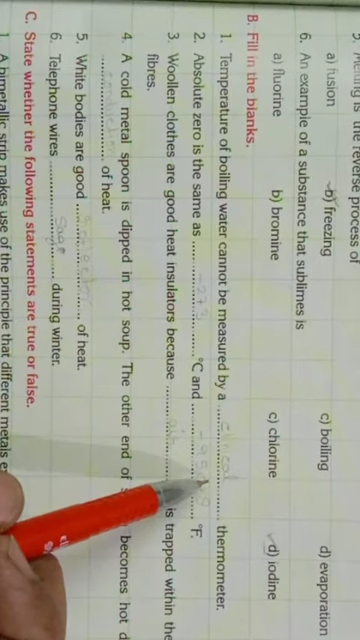 5. Melting is the reverse process of
a) fusion b) freezing c) boiling d) evaporation
6. An example of a substance that sublimes is
a) fluorine b) bromine c) chlorine d) iodine
B. Fill in the blanks.
1. Temperature of boiling water cannot be measured by a clinical thermometer.
2. Absolute zero is the same as -273 °C and °F.
3. Woollen clothes are good heat insulators because air is trapped within the
fibres.
4. A cold metal spoon is dipped in hot soup. The other end of becomes hot
of heat.
5. White bodies are good of heat.
6. Telephone wires sage during winter.
C. State whether the following statements are true or false.
1. A bimetallic strip makes use of the principle that different metals